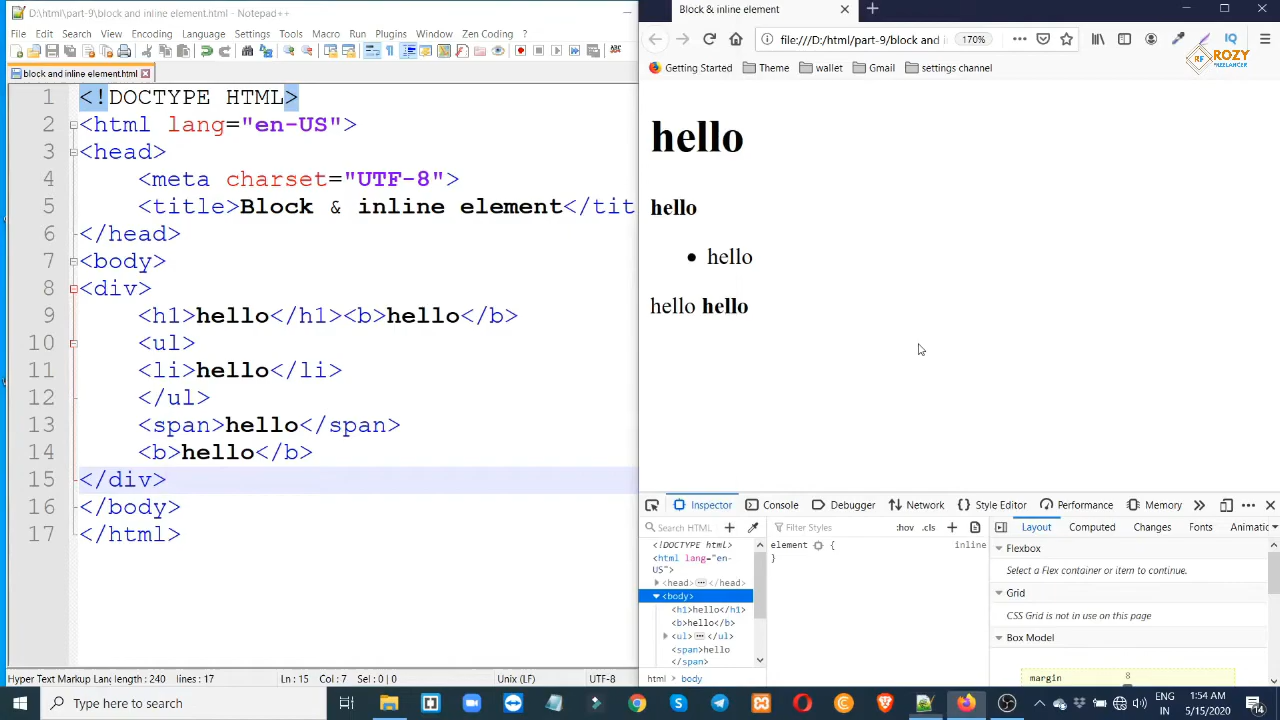 D:\html\part-9\block and inline element.html - Notepad++
File Edit Search View Encoding Language Settings Tools Macro Run Plugins Window ?
block and inline element.html
1 <!DOCTYPE HTML>
2 <html lang="en-US">
3 <head>
4 <meta charset="UTF-8">
5 <title>Block & inline element</tit
6 </head>
7 <body>
8 <div>
9 <h1>hello</h1><b>hello</b>
10 <ul>
11 <li>hello</li>
12 </ul>
13 <span>hello</span>
14 <b>hello</b>
15 </div>
16 </body>
17 </html>
Hyper Text Markup Lang length: 240 lines: 17 Ln: 15 Col: 7 Sel: 0 | 0 Unix (LF) UTF-8
Block & inline element
file:///D:/html/part-9/block and i 170%
Getting Started Theme wallet Gmail settings channel
RF ROZY
FREELANCER
hello
hello
hello
hello hello
Inspector Console Debugger Network Style Editor Performance Memory
Search HTML Filter Styles :hov .cls Layout Computed Changes Fonts Animatic
<!DOCTYPE html>
<html lang="en-
US">
<head> </head>
<body>
<h1>hello</h1>
<b>hello</b>
<ul> </ul>
<span>hello
</span>
html body
element { inline
}
Flexbox
Select a Flex container or item to continue.
Grid
CSS Grid is not in use on this page
Box Model
margin 8
Type here to search
ENG
IN
1:54 AM
5/15/2020